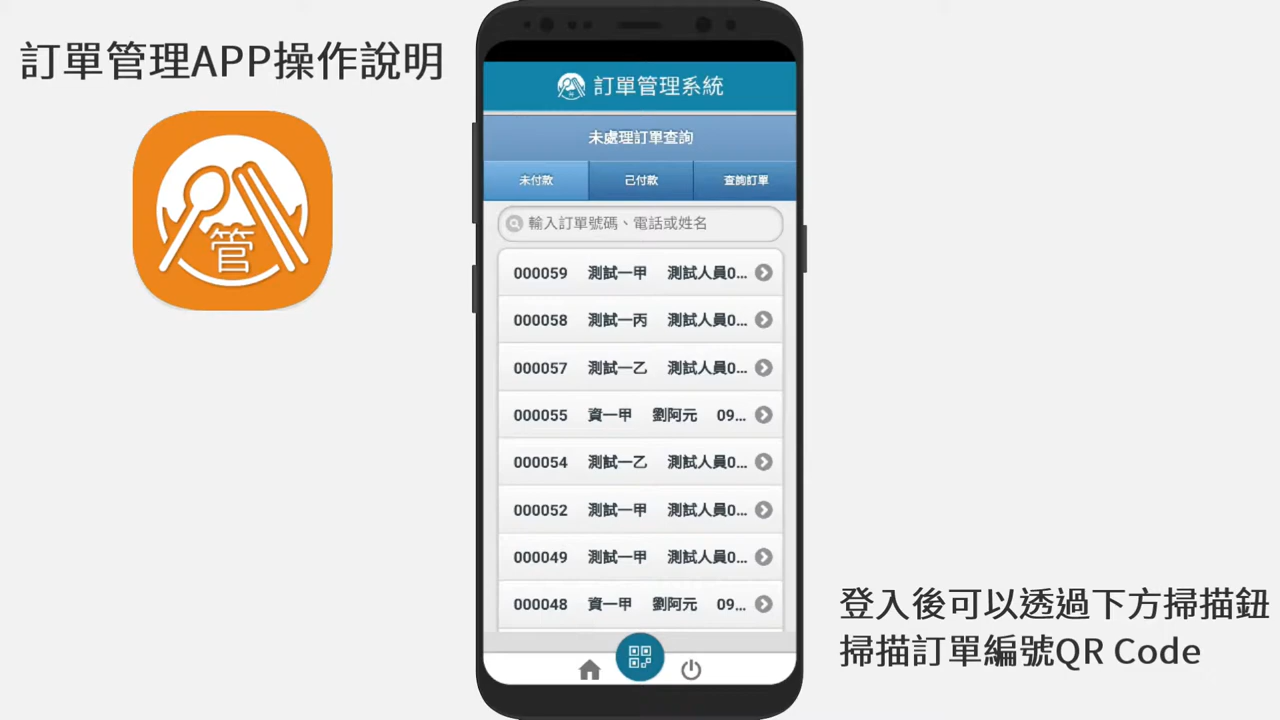 訂單管理APP操作說明
管
訂單管理系統
未處理訂單查詢
未付款 己付款 查詢訂單
輸入訂單號碼、電話或姓名
000059 測試一甲 測試人員0...
000058 測試一丙 測試人員0...
000057 測試一乙 測試人員0...
000055 資一甲 劉阿元 09...
000054 測試一乙 測試人員0...
000052 測試一甲 測試人員0...
000049 測試一甲 測試人員0...
000048 資一甲 劉阿元 09...
登入後可以透過下方掃描鈕
掃描訂單編號QR Code